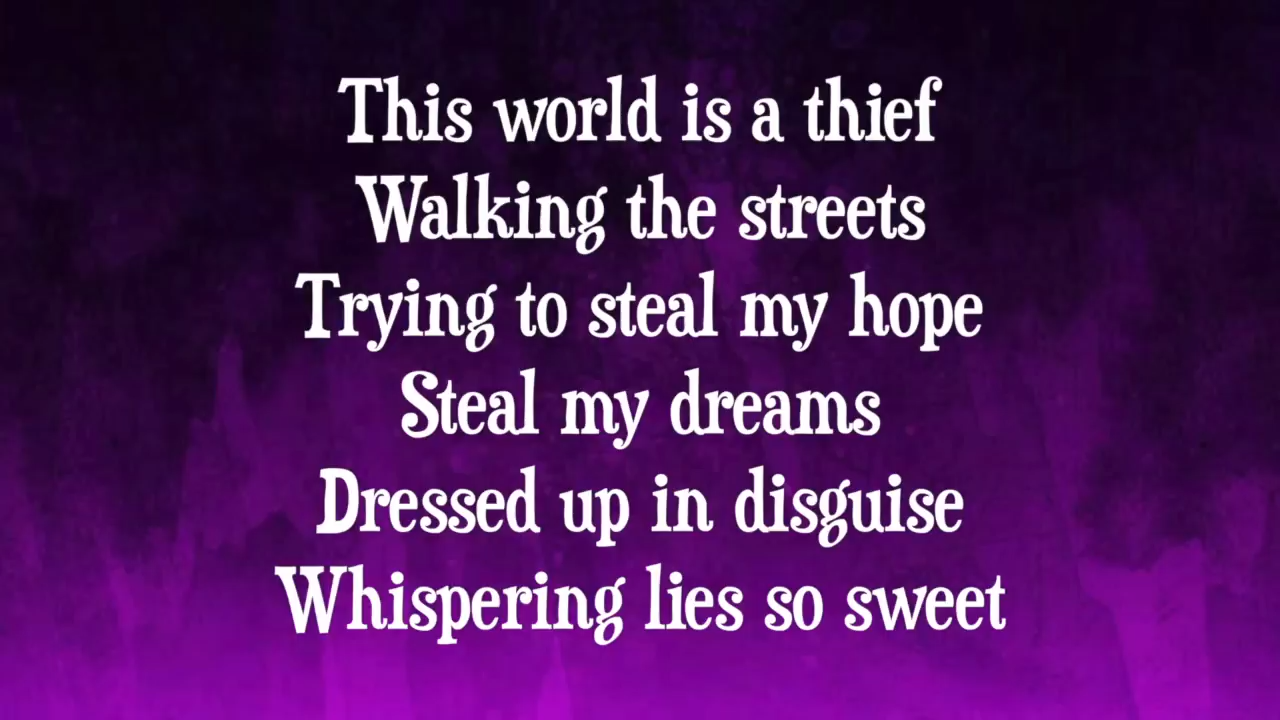 This world is a thief
Walking the streets
Trying to steal my hope
Steal my dreams
Dressed up in disguise
Whispering lies so sweet